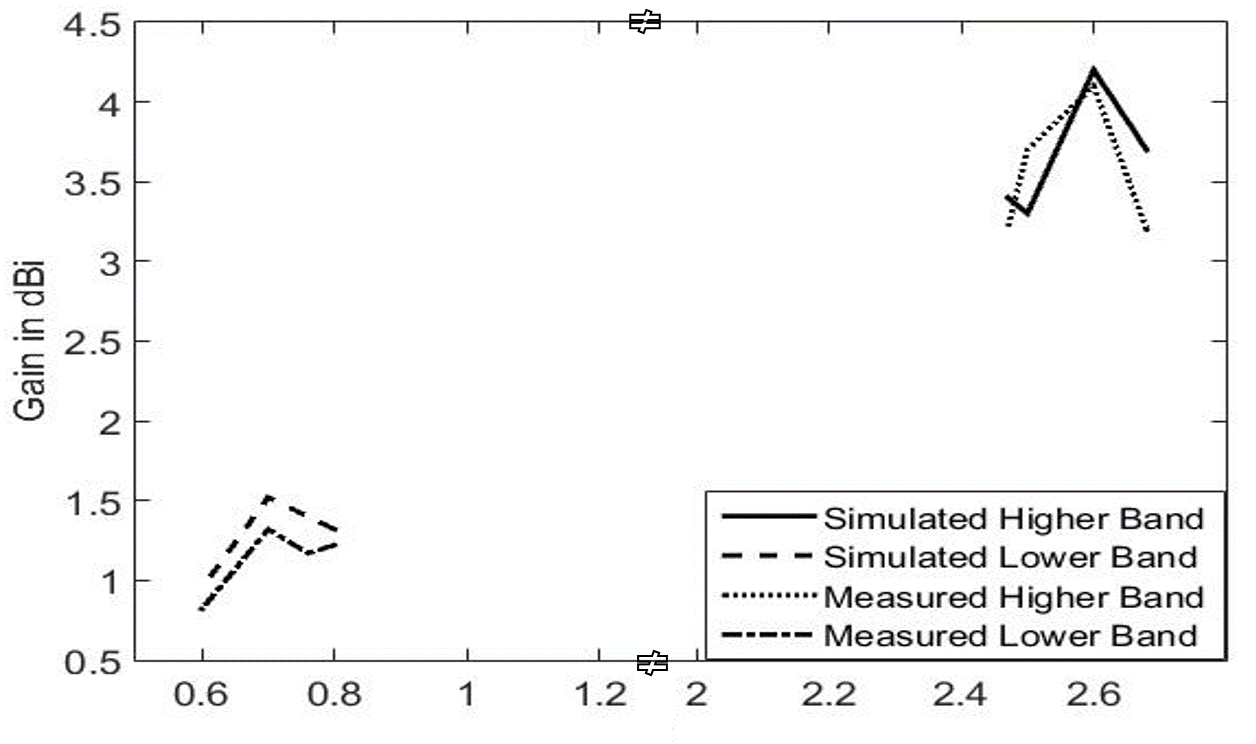 4.5
4
3.5
3
2.5
2
1.5
1
0.5
Gain in dBi
Simulated Higher Band
Simulated Lower Band
Measured Higher Band
Measured Lower Band
0.6 0.8 1 1.2 2 2.2 2.4 2.6